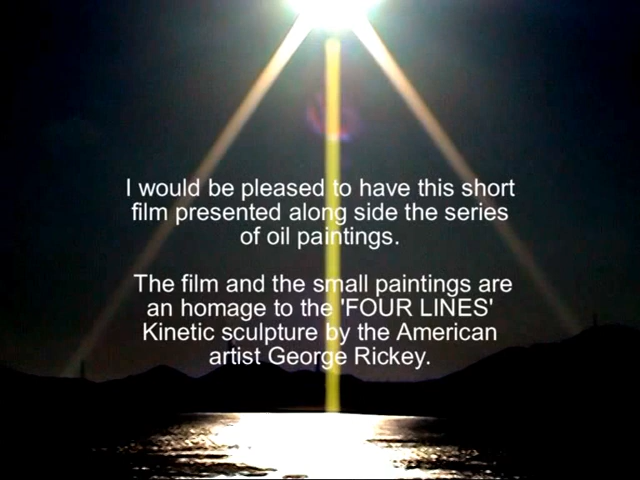 I would be pleased to have this short
film presented along side the series
of oil paintings.
The film and the small paintings are
an homage to the 'FOUR LINES'
Kinetic sculpture by the American
artist George Rickey.